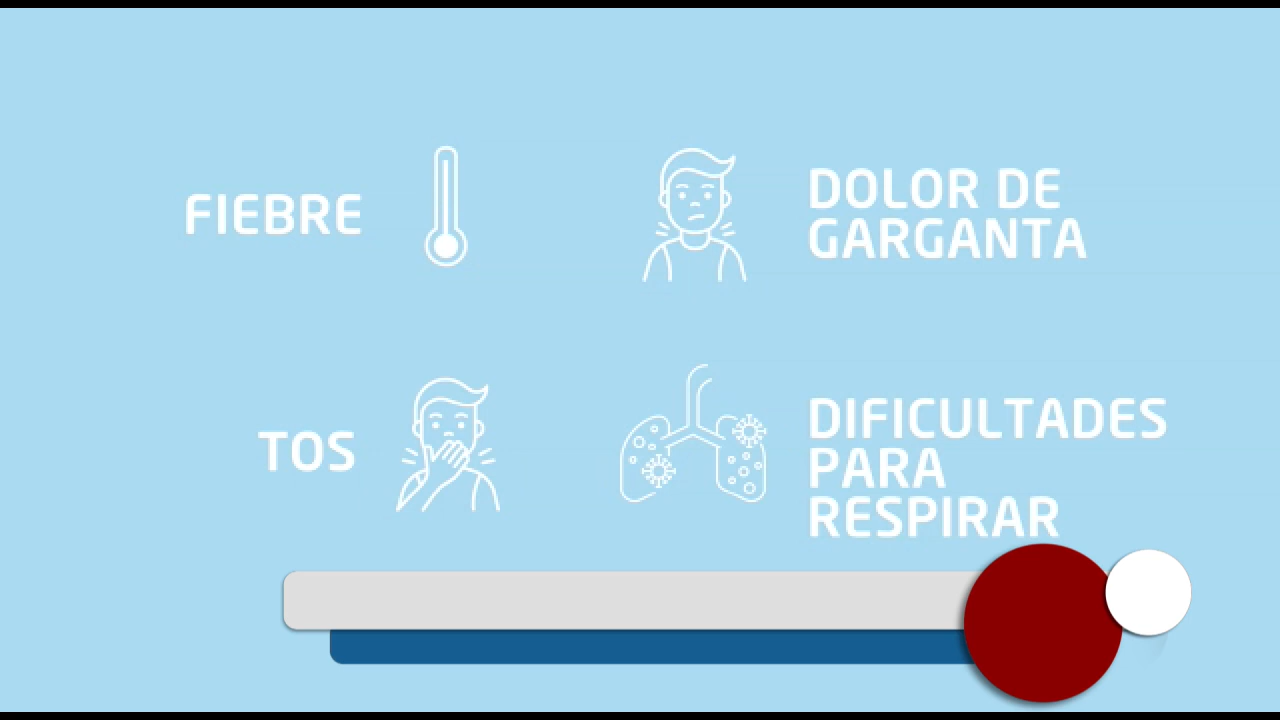 FIEBRE
DOLOR DE
GARGANTA
TOS
DIFICULTADES
PARA
RESPIRAR